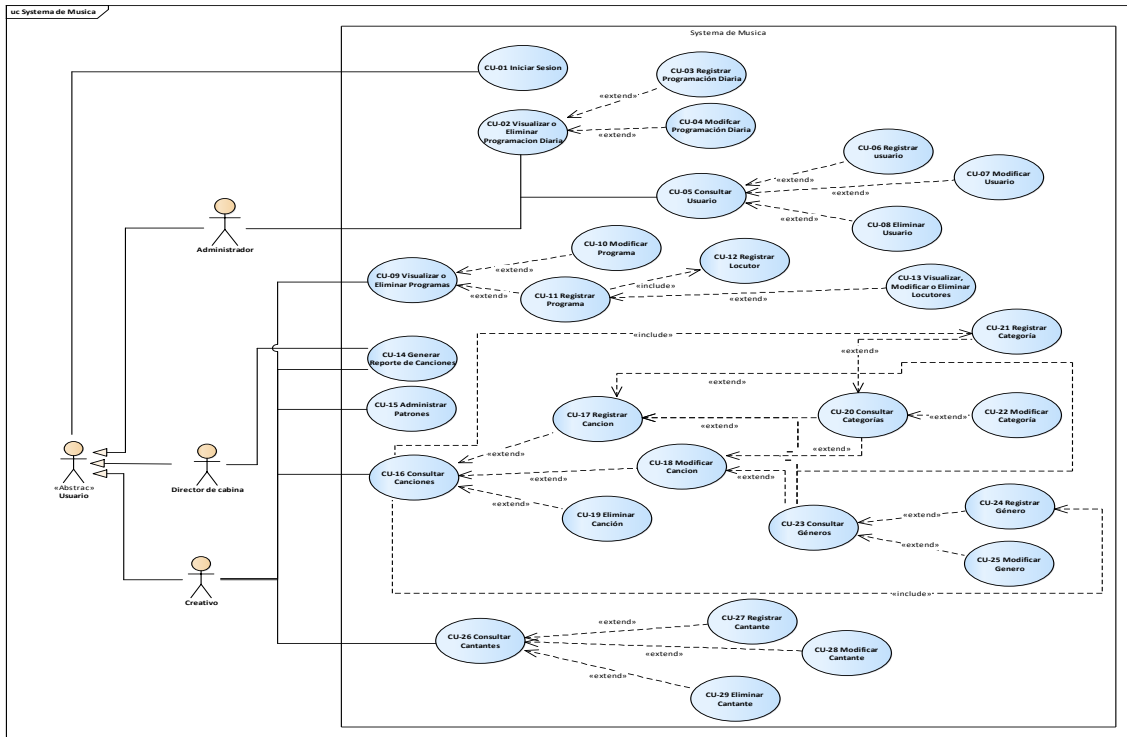 uc Systema de Musica
Systema de Musica
CU-01 Iniciar Sesion
CU-03 Registrar
Programación Diaria
«extend»
CU-02 Visualizar o
Eliminar
Programacion Diaria
CU-04 Modifcar
Programación Diaria
«extend»
CU-06 Registrar
usuario
«extend»
CU-07 Modificar
Usuario
CU-05 Consultar
Usuario
«extend»
«extend»
CU-08 Eliminar
Usuario
Administrador
CU-10 Modificar
Programa
CU-12 Registrar
Locutor
CU-09 Visualizar o
Eliminar Programas
«extend»
CU-13 Visualizar,
Modificar o Eliminar
Locutores
«include»
«extend»
CU-11 Registrar
Programa
«extend»
CU-21 Registrar
Categoría
«include»
«extend»
CU-14 Generar
Reporte de Canciones
«extend»
CU-15 Administrar
Patrones
CU-17 Registrar
Cancion
CU-20 Consultar
Categorías
CU-22 Modificar
Categoría
«extend»
«extend»
«extend»
«extend»
CU-16 Consultar
Canciones
CU-18 Modificar
Cancion
«extend»
«extend»
«Abstrac»
Usuario
Director de cabina
CU-24 Registrar
Género
«extend»
CU-19 Eliminar
Canción
CU-23 Consultar
Géneros
«extend»
«extend»
CU-25 Modificar
Genero
«include»
Creativo
CU-27 Registrar
Cantante
«extend»
CU-26 Consultar
Cantantes
CU-28 Modificar
Cantante
«extend»
«extend»
CU-29 Eliminar
Cantante